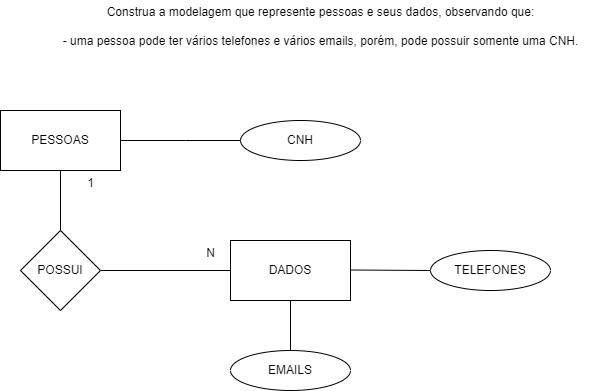 Construa a modelagem que represente pessoas e seus dados, observando que:
- uma pessoa pode ter vários telefones e vários emails, porém, pode possuir somente uma CNH.
PESSOAS
CNH
1
N
POSSUI
DADOS
TELEFONES
EMAILS